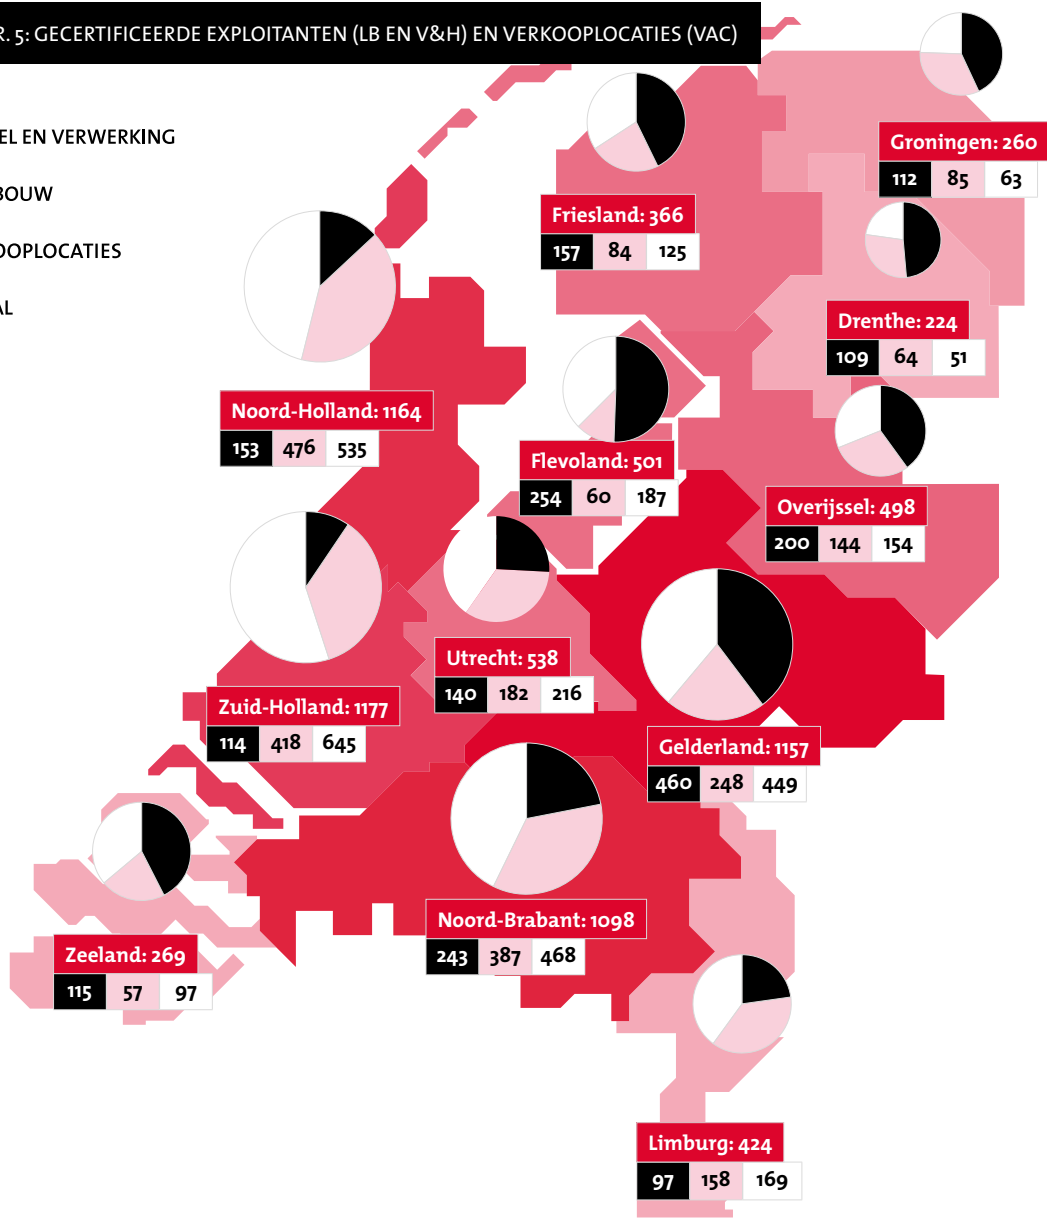 R. 5: GECERTIFICEERDE EXPLOITANTEN (LB EN V&H) EN VERKOOPLOCATIES (VAC)
EL EN VERWERKING
BOUW
OOPLOCATIES
AL
Groningen: 260
112 85 63
Friesland: 366
157 84 125
Drenthe: 224
109 64 51
Noord-Holland: 1164
153 476 535
Flevoland: 501
254 60 187
Overijssel: 498
200 144 154
Utrecht: 538
140 182 216
Zuid-Holland: 1177
114 418 645
Gelderland: 1157
460 248 449
Noord-Brabant: 1098
243 387 468
Zeeland: 269
115 57 97
Limburg: 424
97 158 169